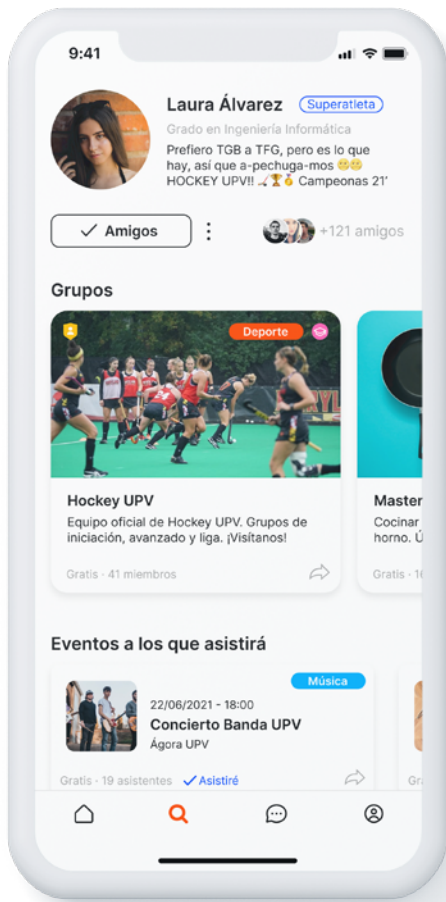 9:41
Laura Álvarez
Superatleta
Grado en Ingeniería Informática
Prefiero TGB a TFG, pero es lo que
hay, así que a-pechuga-mos 😬😬
HOCKEY UPV!! 🏑🏆🥇 Campeonas 21’
Amigos
+121 amigos
Grupos
Deporte
Hockey UPV
Equipo oficial de Hockey UPV. Grupos de
iniciación, avanzado y liga. ¡Visítanos!
Gratis · 41 miembros
Master
Cocinar
horno. Ú
Gratis · 1
Eventos a los que asistirá
Música
22/06/2021 - 18:00
Concierto Banda UPV
Ágora UPV
Gratis · 19 asistentes
Asistiré
Gra